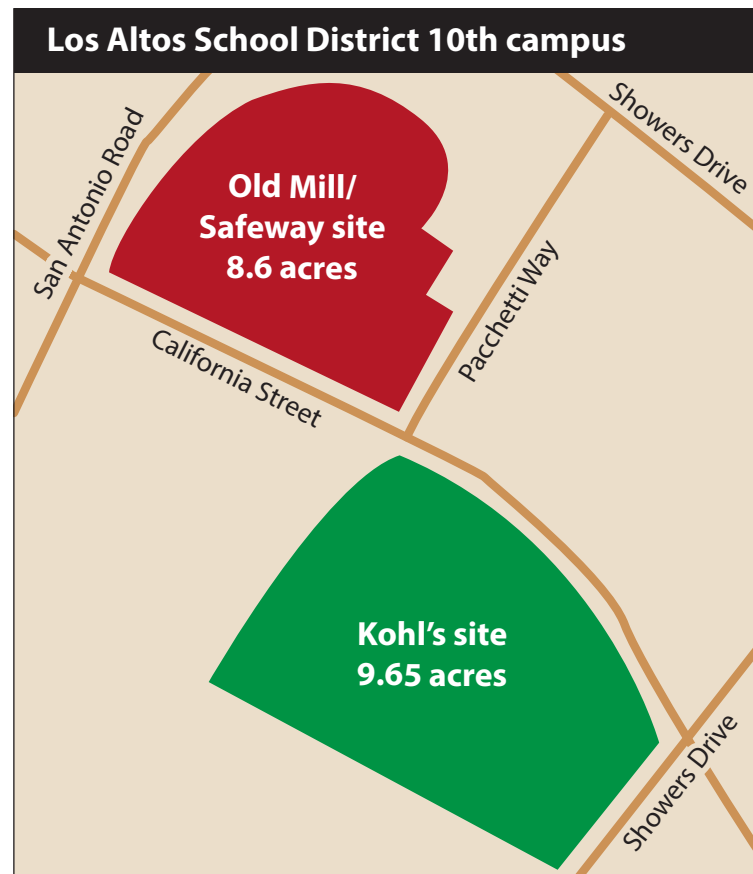 Los Altos School District 10th campus
Showers Drive
San Antonio Road
Old Mill/
Safeway site
8.6 acres
Pacchetti Way
California Street
Kohl’s site
9.65 acres
Showers Drive